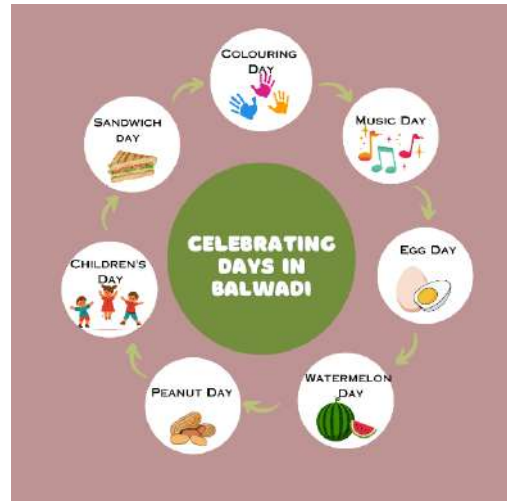 COLOURING
DAY
MUSIC DAY
EGG DAY
WATERMELON
DAY
PEANUT DAY
CHILDREN'S
DAY
SANDWICH
DAY
CELEBRATING
DAYS IN
BALWADI